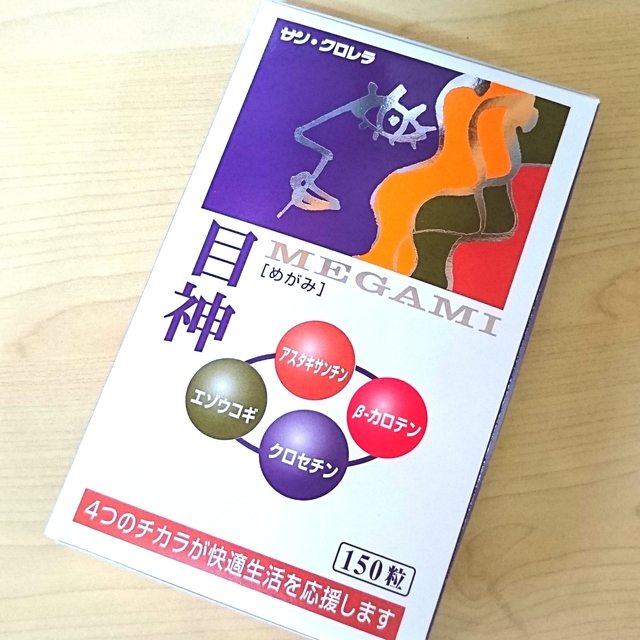 サン・クロレラ
MEGAMI
目神
[めがみ]
アスタキサンチン
エゾウコギ
β-カロテン
クロセチン
150粒
4つのチカラが快適生活を応援します